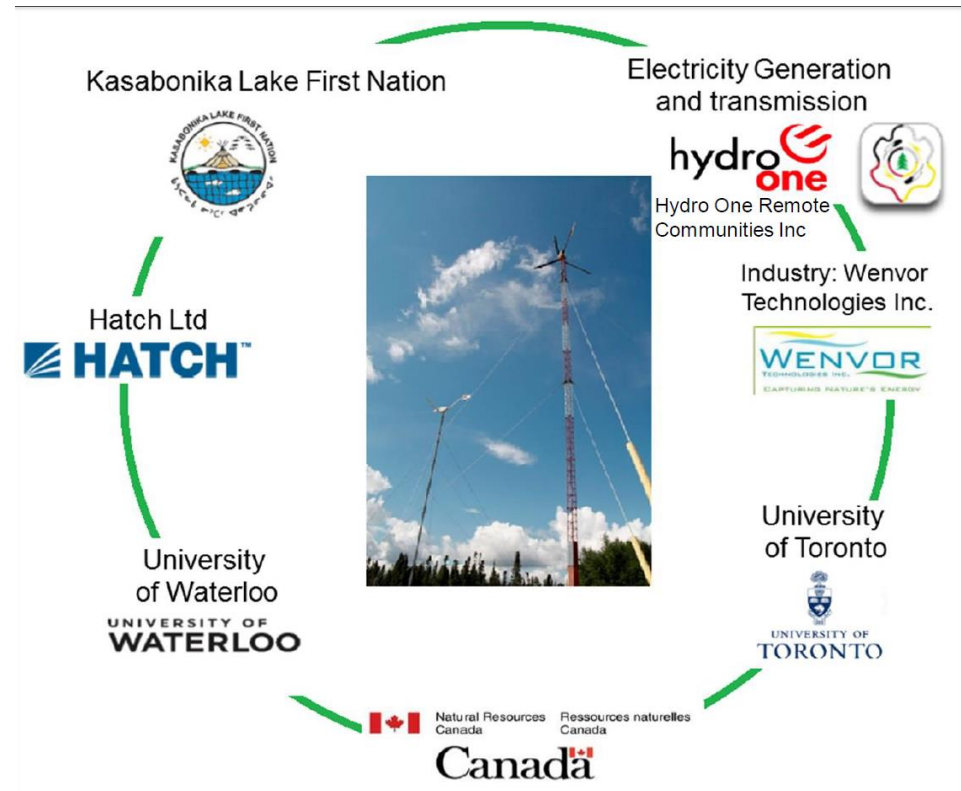 Kasabonika Lake First Nation
KASABONIKA LAKE FIRST NATION
Electricity Generation
and transmission
hydro
one
Hydro One Remote
Communities Inc
Industry: Wenvor
Technologies Inc.
WENVOR
TECHNOLOGIES INC.
CAPTURING NATURE'S ENERGY
Hatch Ltd
HATCH™
University
of Toronto
UNIVERSITY OF
TORONTO
University
of Waterloo
UNIVERSITY OF
WATERLOO
Natural Resources Ressources naturelles
Canada Canada
Canada